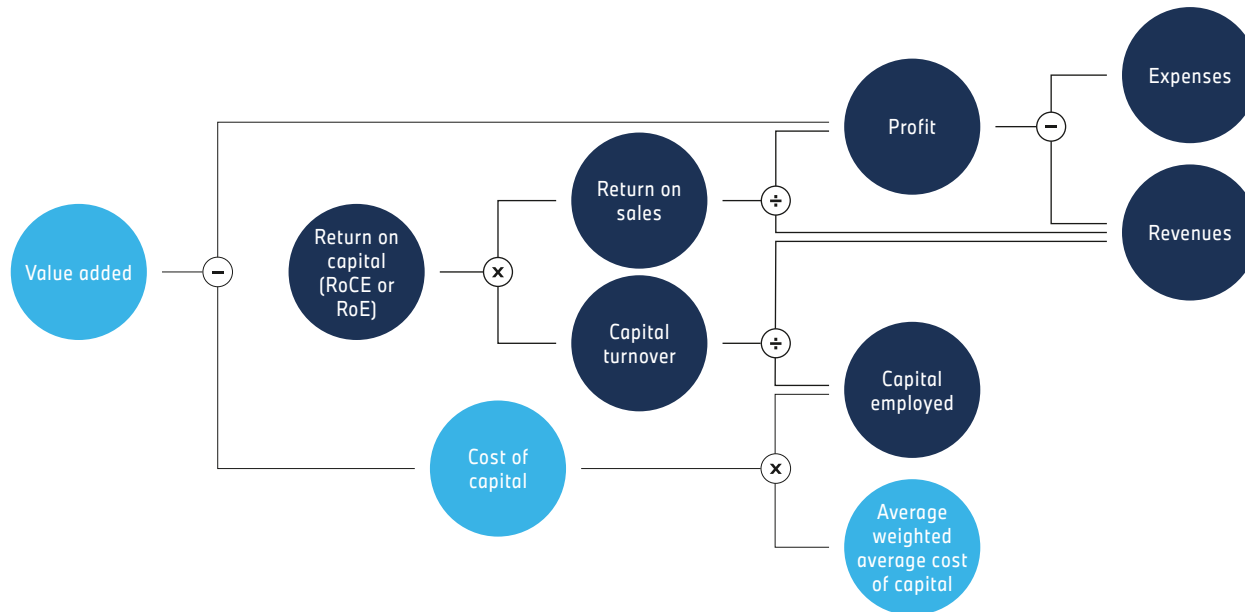 Expenses
Profit
−
Return on
sales
÷
Revenues
Value added
−
Return on
capital
(RoCE or
RoE)
x
Capital
turnover
÷
Capital
employed
Cost of
capital
x
Average
weighted
average cost
of capital